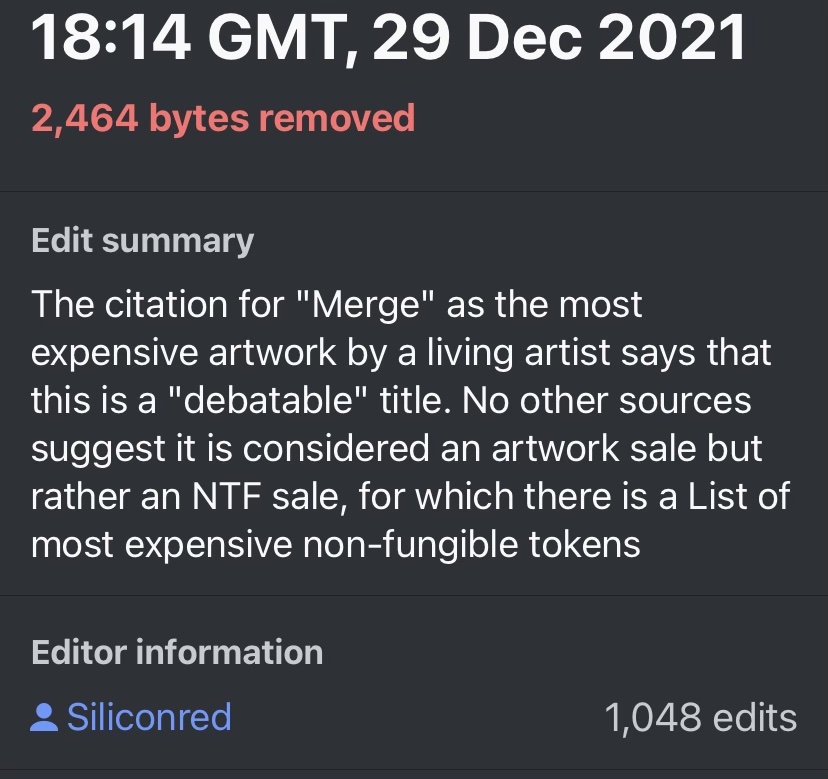 18:14 GMT, 29 Dec 2021
2,464 bytes removed
Edit summary
The citation for "Merge" as the most
expensive artwork by a living artist says that
this is a "debatable" title. No other sources
suggest it is considered an artwork sale but
rather an NTF sale, for which there is a List of
most expensive non-fungible tokens
Editor information
Siliconred 1,048 edits